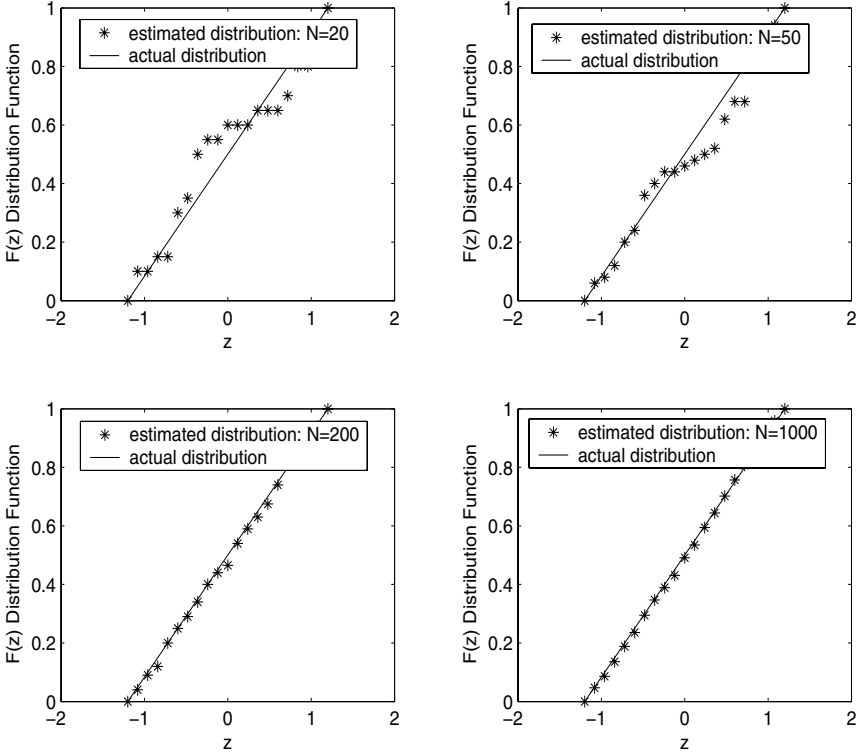 1
0.8
0.6
0.4
0.2
0
F(z) Distribution Function
estimated distribution: N=20
actual distribution
−2
−1
0
1
2
z
1
0.8
0.6
0.4
0.2
0
F(z) Distribution Function
estimated distribution: N=50
actual distribution
−2
−1
0
1
2
z
1
0.8
0.6
0.4
0.2
0
F(z) Distribution Function
estimated distribution: N=200
actual distribution
−2
−1
0
1
2
z
1
0.8
0.6
0.4
0.2
0
F(z) Distribution Function
estimated distribution: N=1000
actual distribution
−2
−1
0
1
2
z